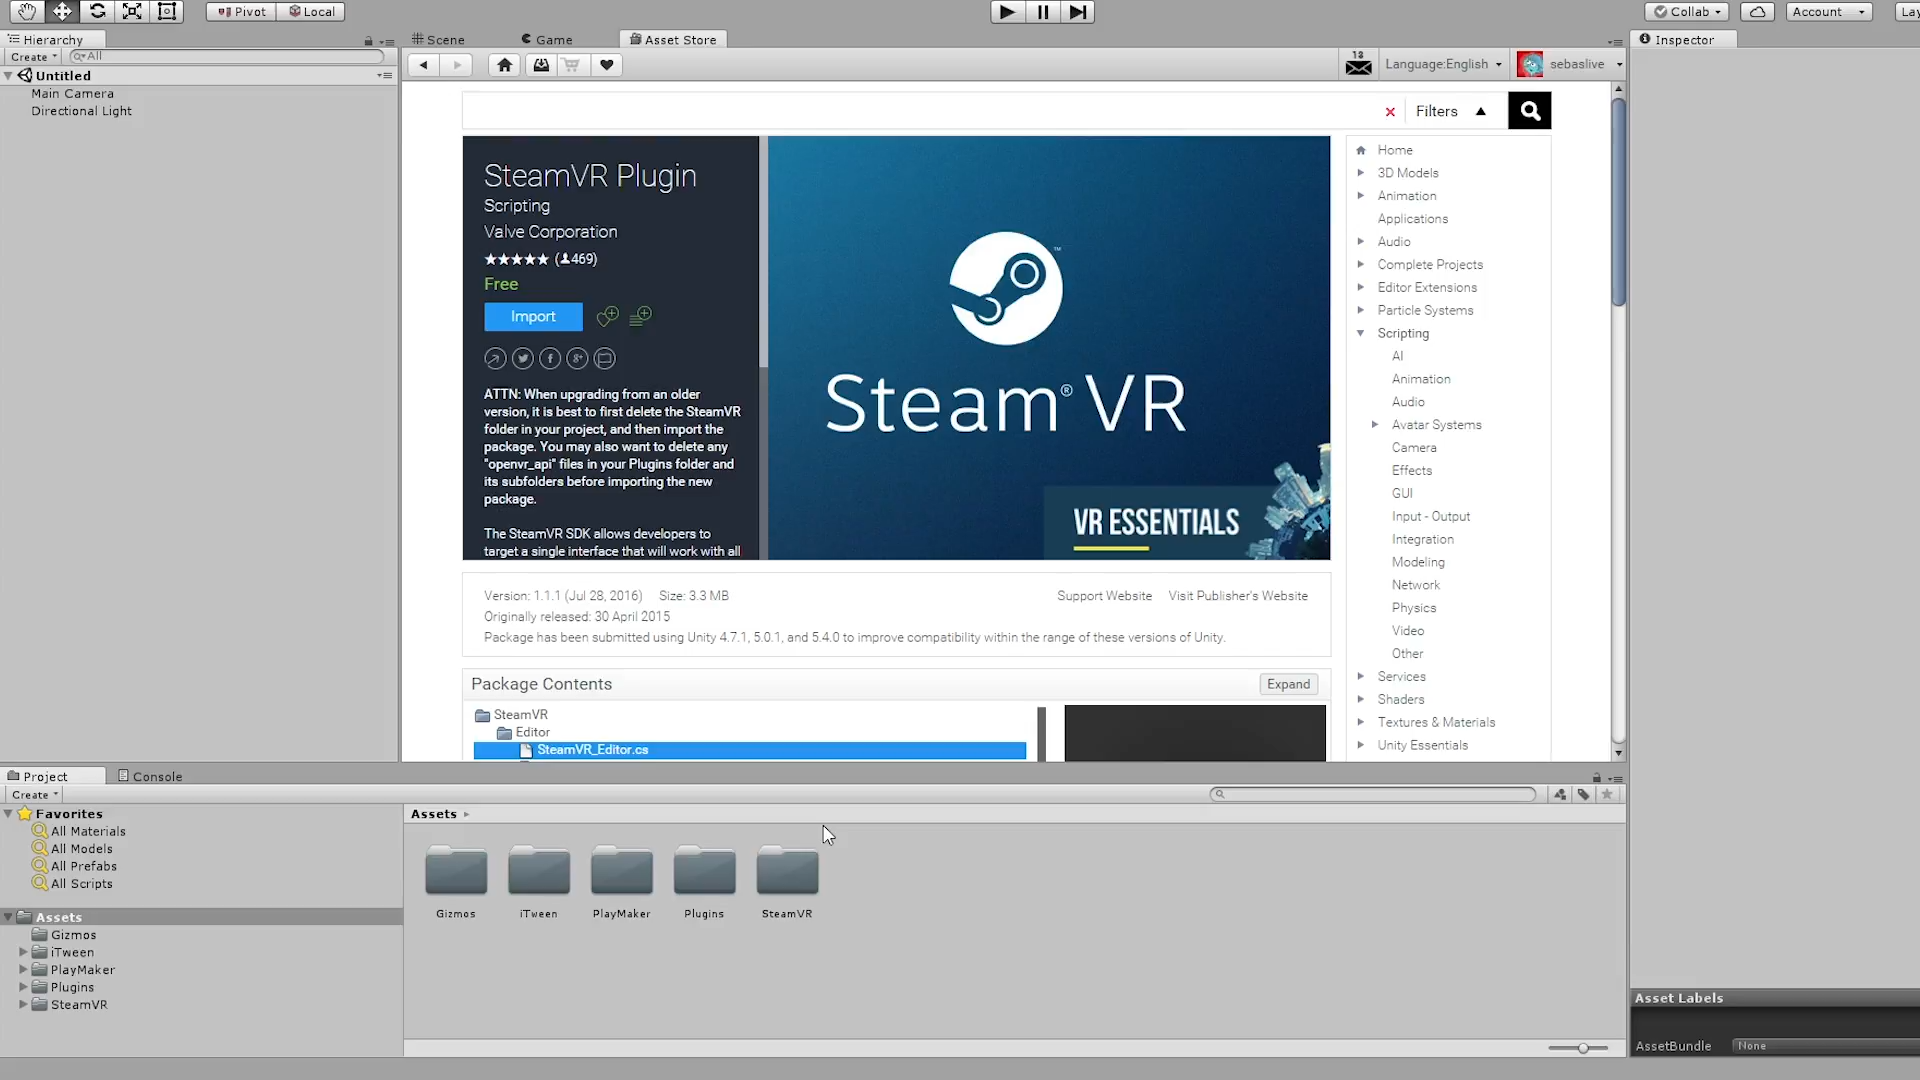 Pivot
Local
Collab
Account
Lay
Hierarchy
Scene
Game
Asset Store
Inspector
Create
All
13
Language:English
sebaslive
Untitled
Main Camera
Directional Light
Filters
SteamVR Plugin
Scripting
Valve Corporation
(469)
Free
Import
ATTN: When upgrading from an older
version, it is best to first delete the SteamVR
folder in your project, and then import the
package. You may also want to delete any
"openvr_api" files in your Plugins folder and
its subfolders before importing the new
package.
The SteamVR SDK allows developers to
target a single interface that will work with all
Steam® VR
™
VR ESSENTIALS
Home
3D Models
Animation
Applications
Audio
Complete Projects
Editor Extensions
Particle Systems
Scripting
AI
Animation
Audio
Avatar Systems
Camera
Effects
GUI
Input - Output
Integration
Modeling
Network
Physics
Video
Other
Services
Shaders
Textures & Materials
Unity Essentials
Version: 1.1.1 (Jul 28, 2016) Size: 3.3 MB
Support Website Visit Publisher's Website
Originally released: 30 April 2015
Package has been submitted using Unity 4.7.1, 5.0.1, and 5.4.0 to improve compatibility within the range of these versions of Unity.
Package Contents
Expand
SteamVR
Editor
SteamVR_Editor.cs
Project
Console
Create
Favorites
All Materials
All Models
All Prefabs
All Scripts
Assets
Gizmos
iTween
PlayMaker
Plugins
SteamVR
Assets
Gizmos
iTween
PlayMaker
Plugins
SteamVR
Asset Labels
AssetBundle
None